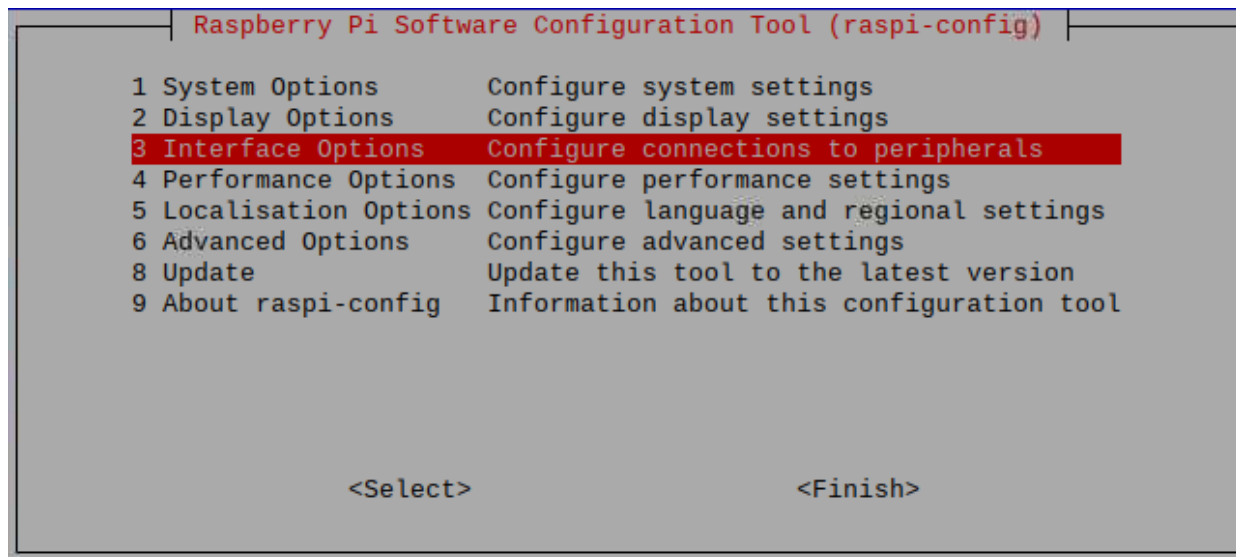 Raspberry Pi Software Configuration Tool (raspi-config)
1 System Options Configure system settings
2 Display Options Configure display settings
3 Interface Options Configure connections to peripherals
4 Performance Options Configure performance settings
5 Localisation Options Configure language and regional settings
6 Advanced Options Configure advanced settings
8 Update Update this tool to the latest version
9 About raspi-config Information about this configuration tool
<Select> <Finish>